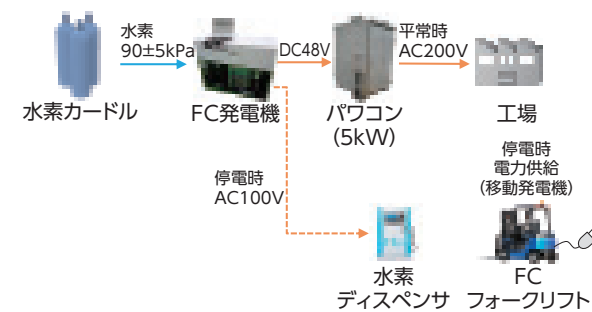 水素
90±5kPa
DC48V
平常時
AC200V
水素カードル
FC発電機
パワコン
(5kW)
工場
停電時
AC100V
停電時
電力供給
(移動発電機)
水素
ディスペンサ
FC
フォークリフト